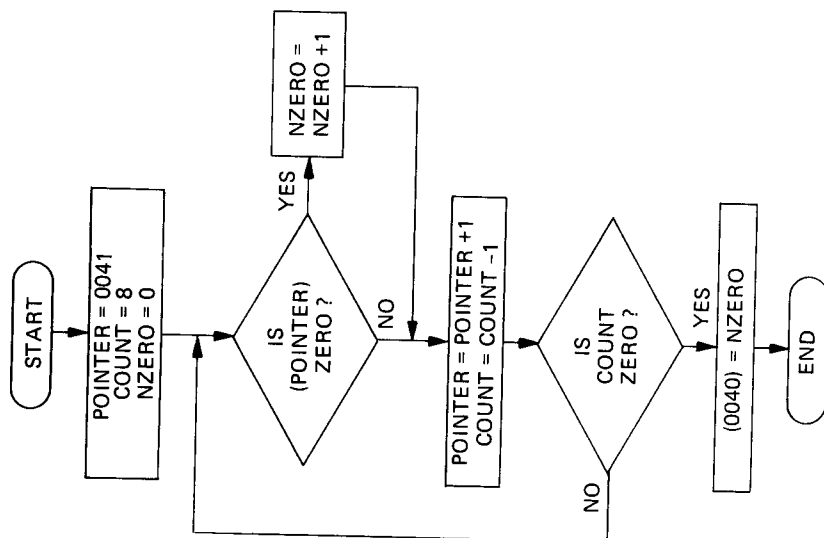 START
POINTER = 0041
COUNT = 8
NZERO = 0
IS
(POINTER)
ZERO ?
YES
NZERO =
NZERO +1
NO
POINTER = POINTER +1
COUNT = COUNT -1
IS
COUNT
ZERO ?
NO
YES
(0040) = NZERO
END